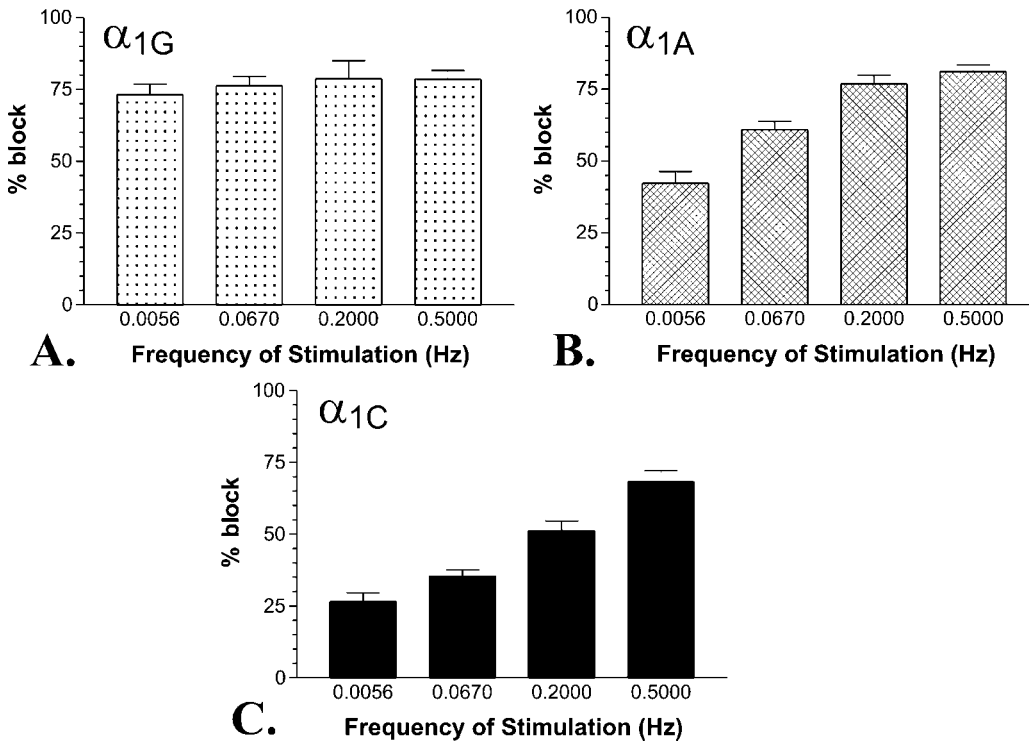 α1G
100
75
50
25
0
% block
0.0056 0.0670 0.2000 0.5000
Frequency of Stimulation (Hz)
A.
α1A
100
75
50
25
0
% block
0.0056 0.0670 0.2000 0.5000
Frequency of Stimulation (Hz)
B.
α1C
100
75
50
25
0
% block
0.0056 0.0670 0.2000 0.5000
Frequency of Stimulation (Hz)
C.